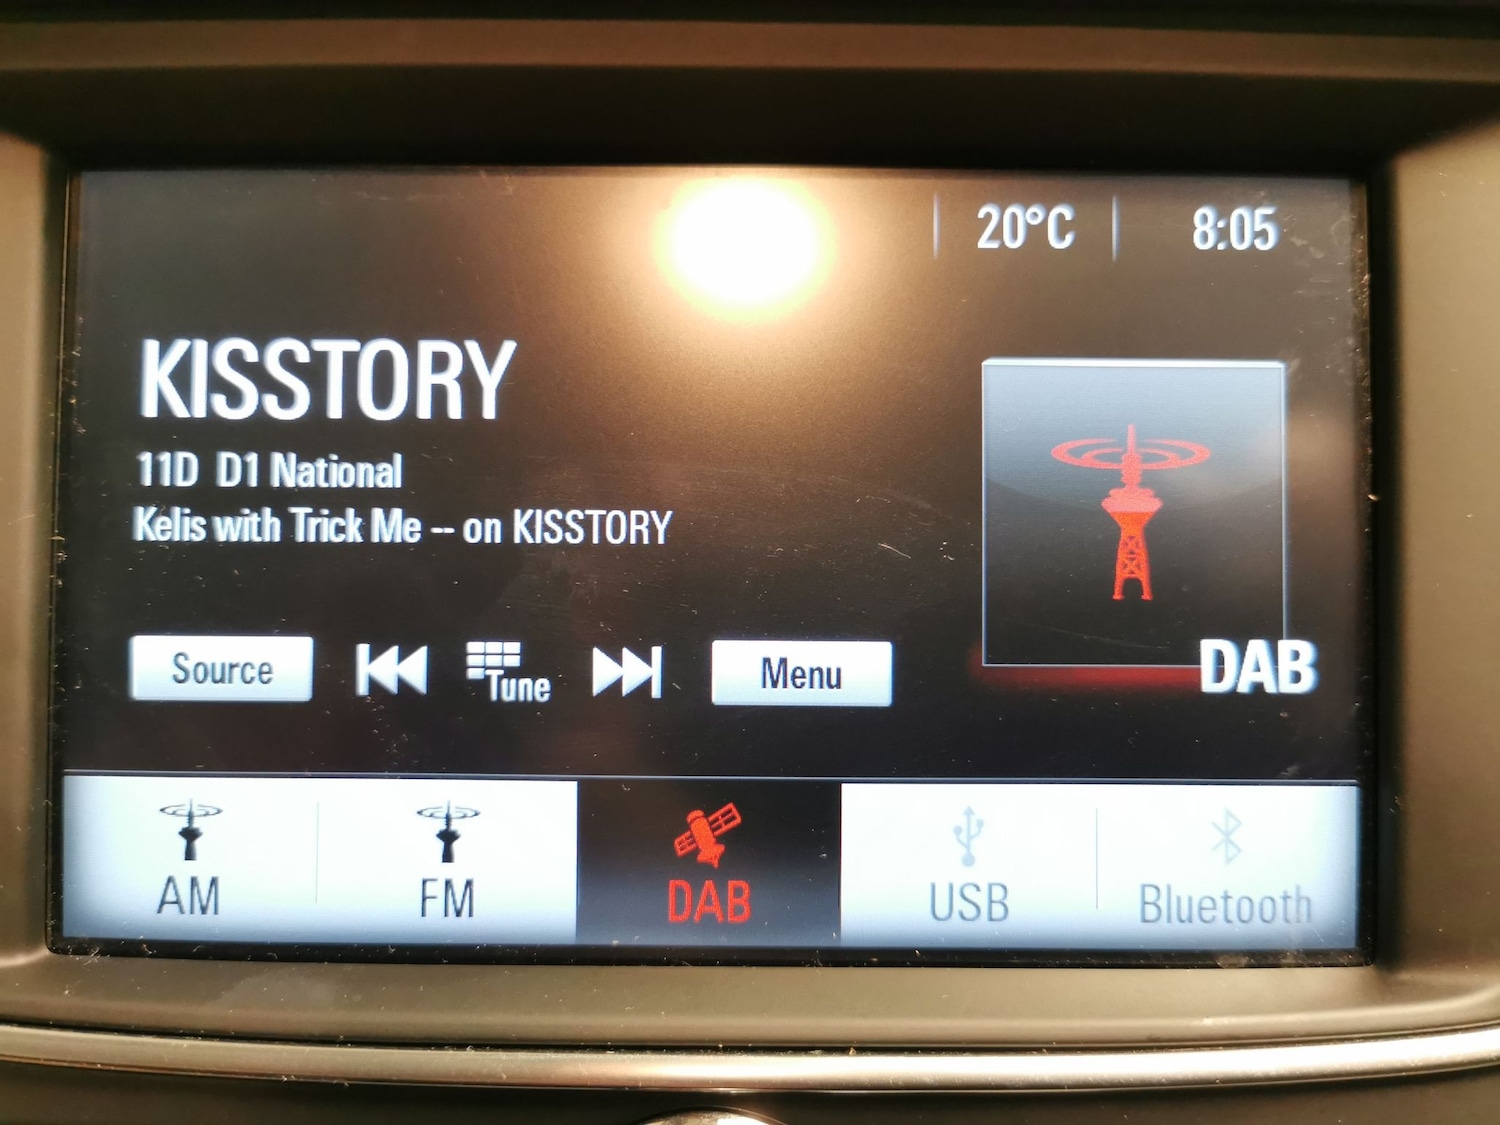 20°C 8:05
KISSTORY
11D D1 National
Kelis with Trick Me -- on KISSTORY
DAB
Source Tune Menu
AM FM DAB USB Bluetooth